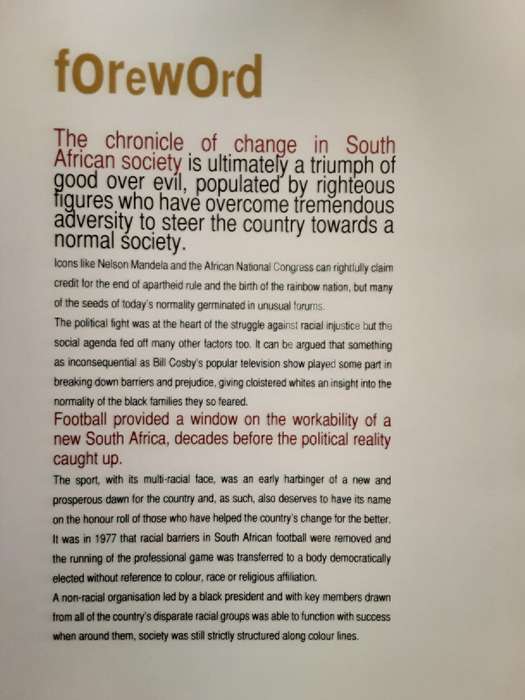 fOrewOrd
The chronicle of change in South
African society is ultimately a triumph of
good over evil, populated by righteous
figures who have overcome tremendous
adversity to steer the country towards a
normal society.
Icons like Nelson Mandela and the African National Congress can rightfully claim
credit for the end of apartheid rule and the birth of the rainbow nation, but many
of the seeds of today's normality germinated in unusual forums.
The political fight was at the heart of the struggle against racial injustice but the
social agenda fed off many other factors too. It can be argued that something
as inconsequential as Bill Cosby's popular television show played some part in
breaking down barriers and prejudice, giving cloistered whites an insight into the
normality of the black families they so feared.
Football provided a window on the workability of a
new South Africa, decades before the political reality
caught up.
The sport, with its multi-racial face, was an early harbinger of a new and
prosperous dawn for the country and, as such, also deserves to have its name
on the honour roll of those who have helped the country's change for the better.
It was in 1977 that racial barriers in South African football were removed and
the running of the professional game was transferred to a body democratically
elected without reference to colour, race or religious affiliation.
A non-racial organisation led by a black president and with key members drawn
from all of the country's disparate racial groups was able to function with success
when around them, society was still strictly structured along colour lines.